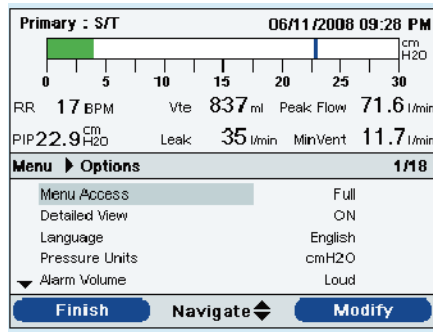 Primary : S/T 06/11/2008 09:28 PM
cm
H2O
0 5 10 15 20 25 30
RR 17 BPM Vte 837 ml Peak Flow 71.6 l/min
PIP 22.9 cm H2O Leak 35 l/min MinVent 11.7 l/min
Menu Options 1/18
Menu Access Full
Detailed View ON
Language English
Pressure Units cmH2O
Alarm Volume Loud
Finish Navigate Modify